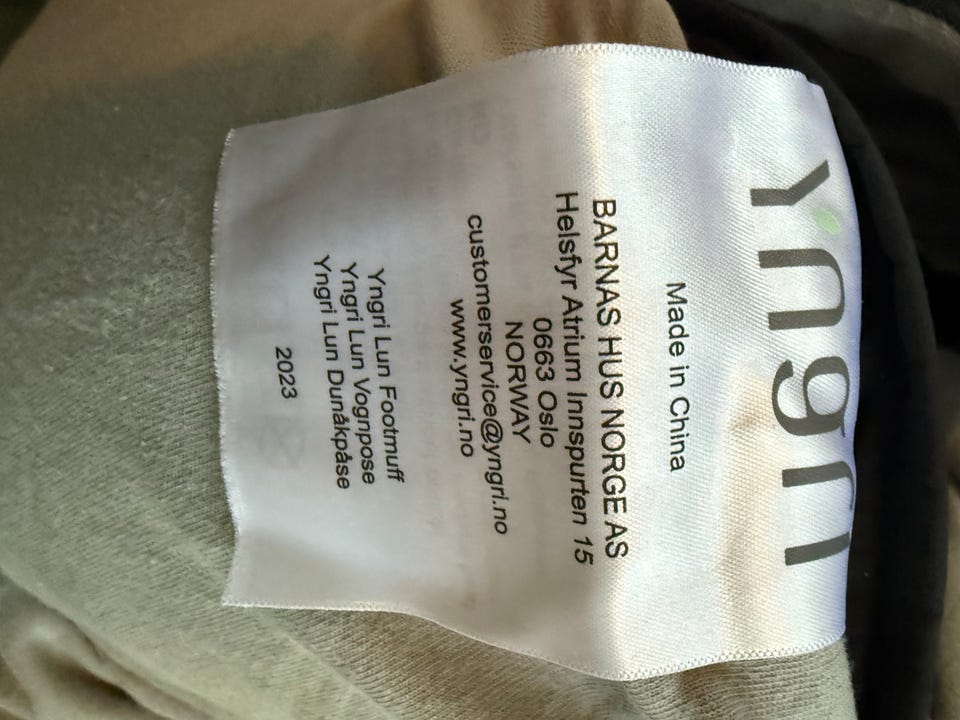 Yngri
Made in China
BARNAS HUS NORGE AS
Helsfyr Atrium Innspurten 15
0663 Oslo
NORWAY
customerservice@yngri.no
www.yngri.no
Yngri Lun Footmuff
Yngri Lun Vognpose
Yngri Lun Dunåkpåse
2023